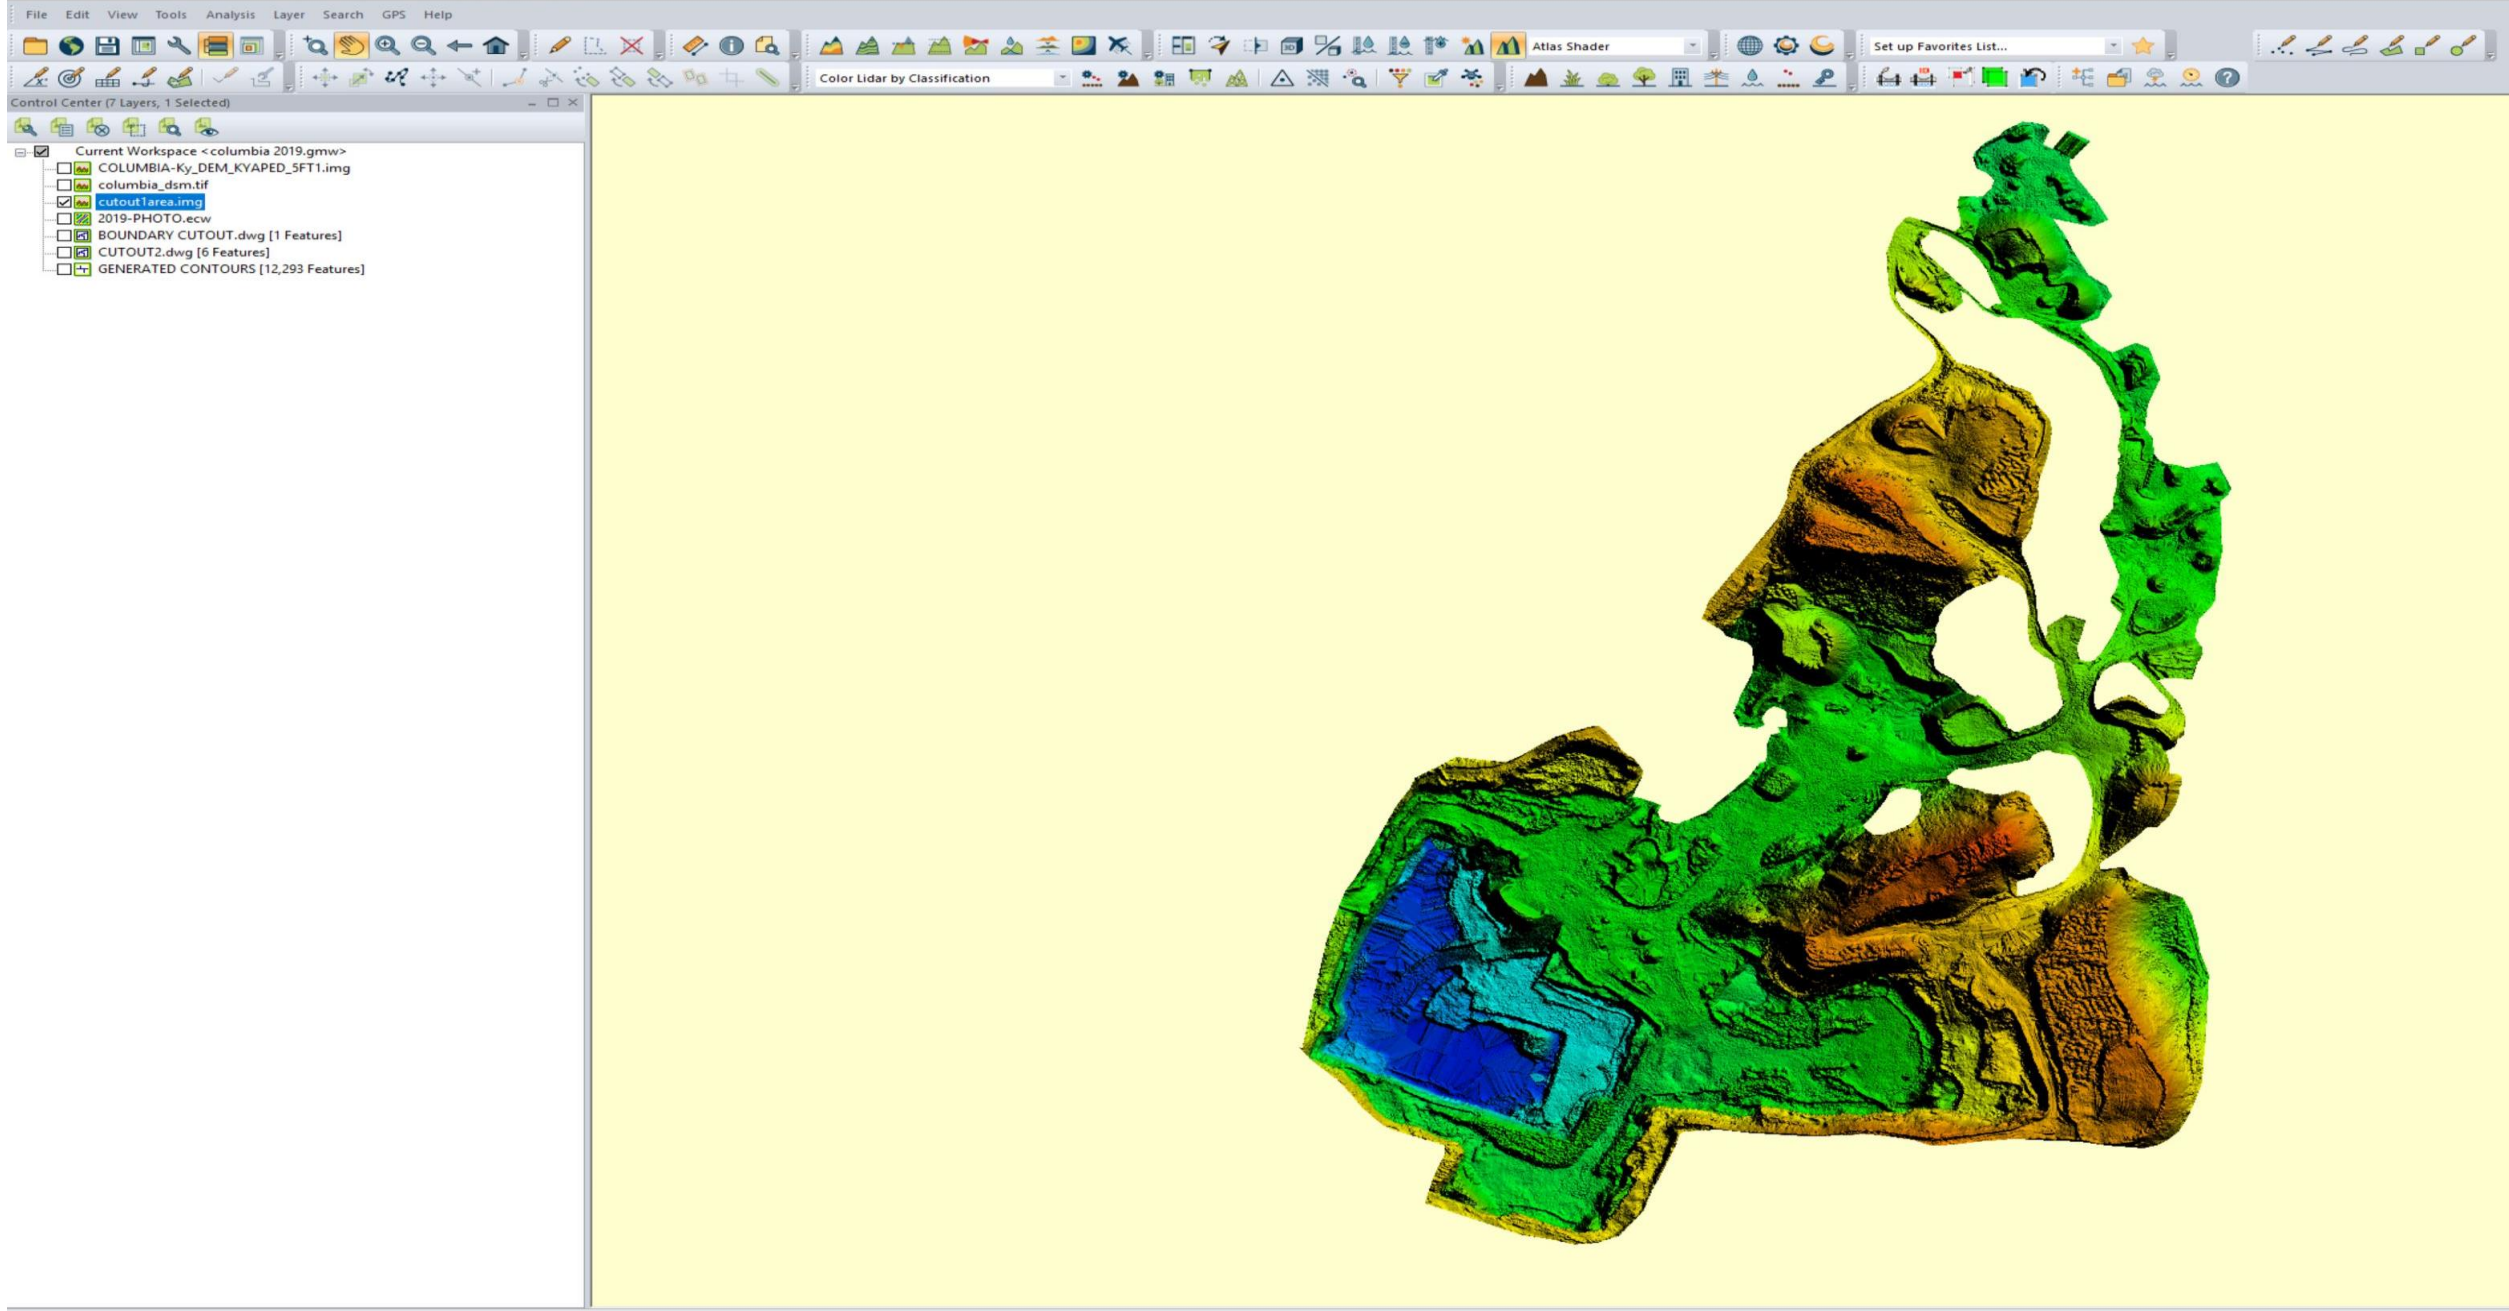 File Edit View Tools Analysis Layer Search GPS Help
Atlas Shader
Set up Favorites List...
Color Lidar by Classification
Control Center (7 Layers, 1 Selected)
Current Workspace <columbia 2019.gmw>
COLUMBIA-Ky_DEM_KYAPED_5FT1.img
columbia_dsm.tif
cutout1area.img
2019-PHOTO.ecw
BOUNDARY CUTOUT.dwg [1 Features]
CUTOUT2.dwg [6 Features]
GENERATED CONTOURS [12,293 Features]